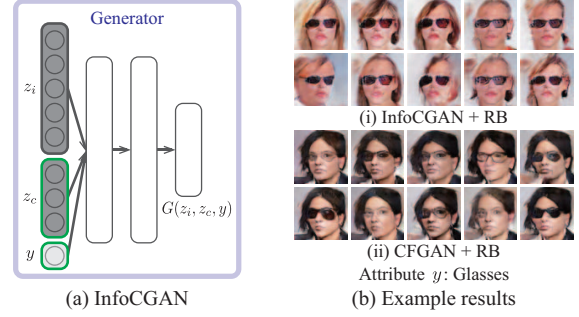 Generator
z_i
z_c
y
G(z_i, z_c, y)
(a) InfoCGAN
(i) InfoCGAN + RB
(ii) CFGAN + RB
Attribute y: Glasses
(b) Example results